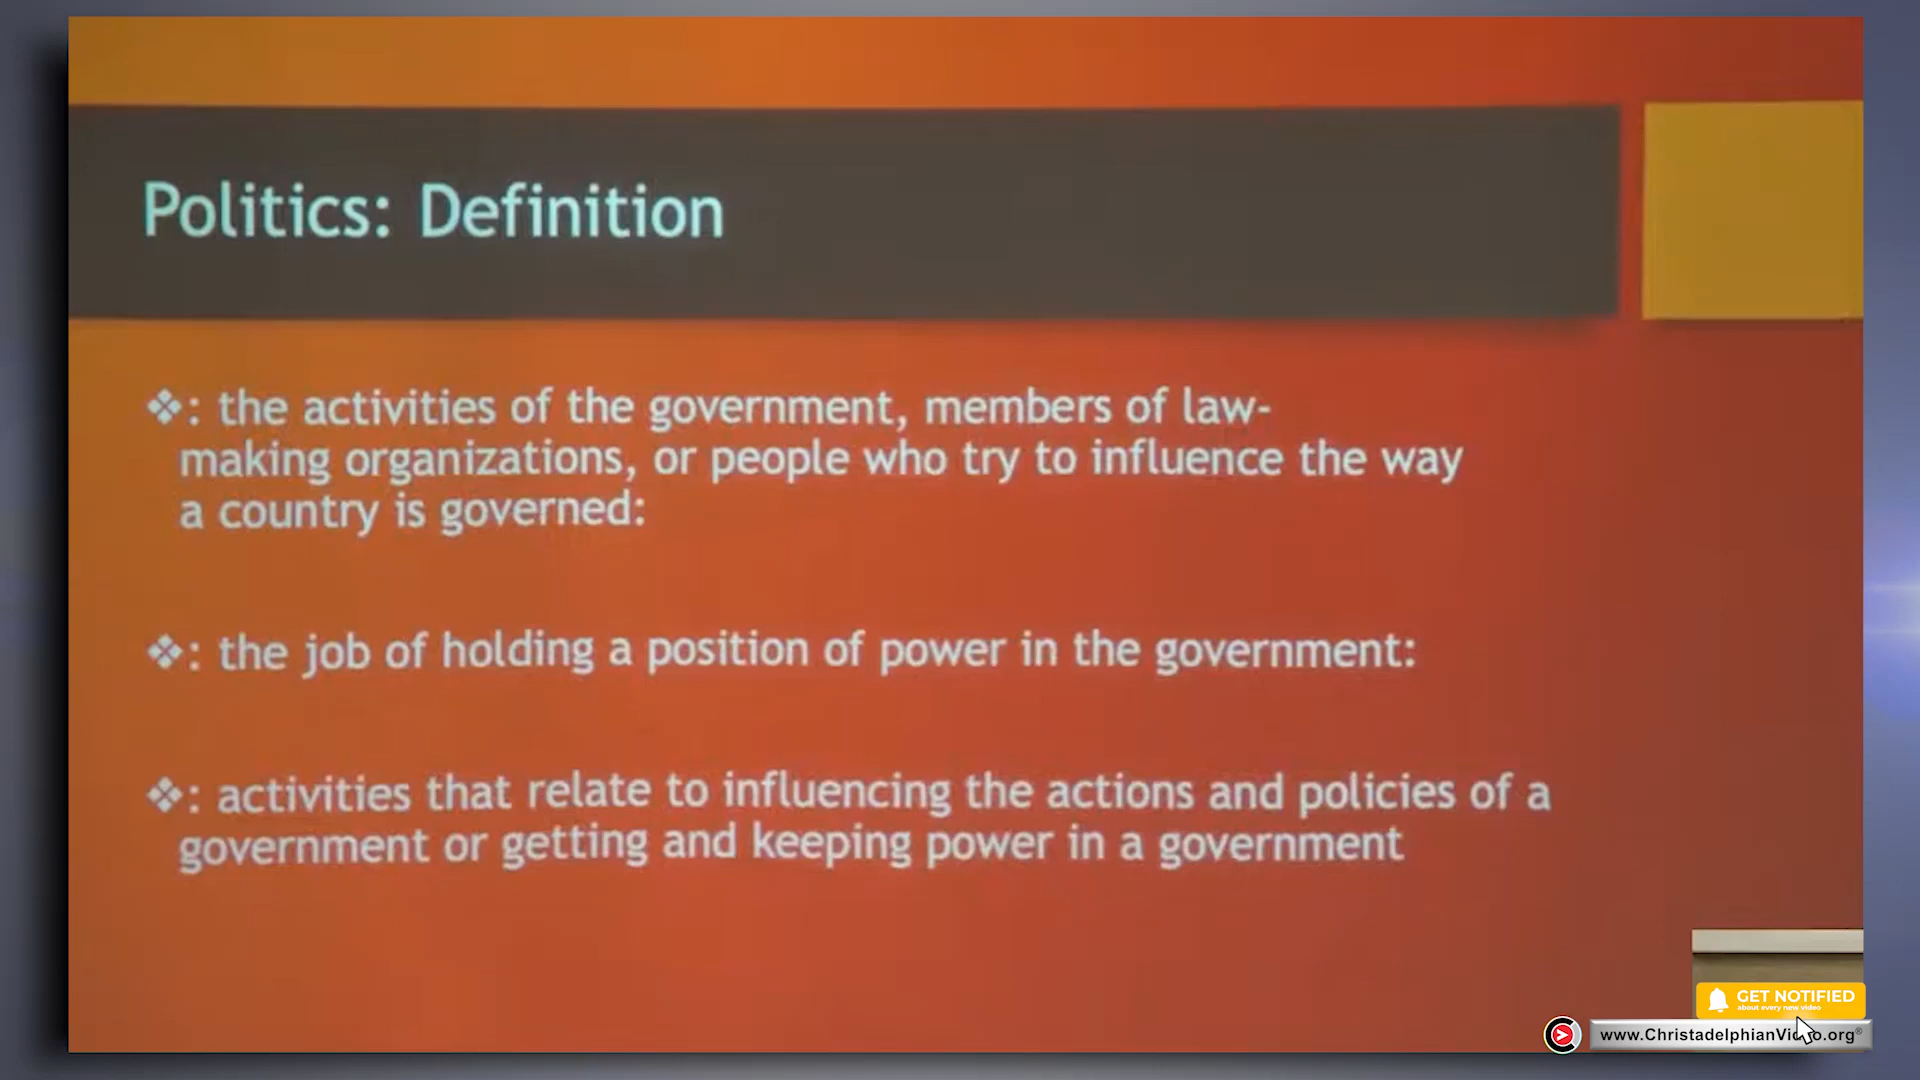 Politics: Definition
❖: the activities of the government, members of law-
making organizations, or people who try to influence the way
a country is governed:
❖: the job of holding a position of power in the government:
❖: activities that relate to influencing the actions and policies of a
government or getting and keeping power in a government
GET NOTIFIED
about every new video
www.ChristadelphianVideo.org®